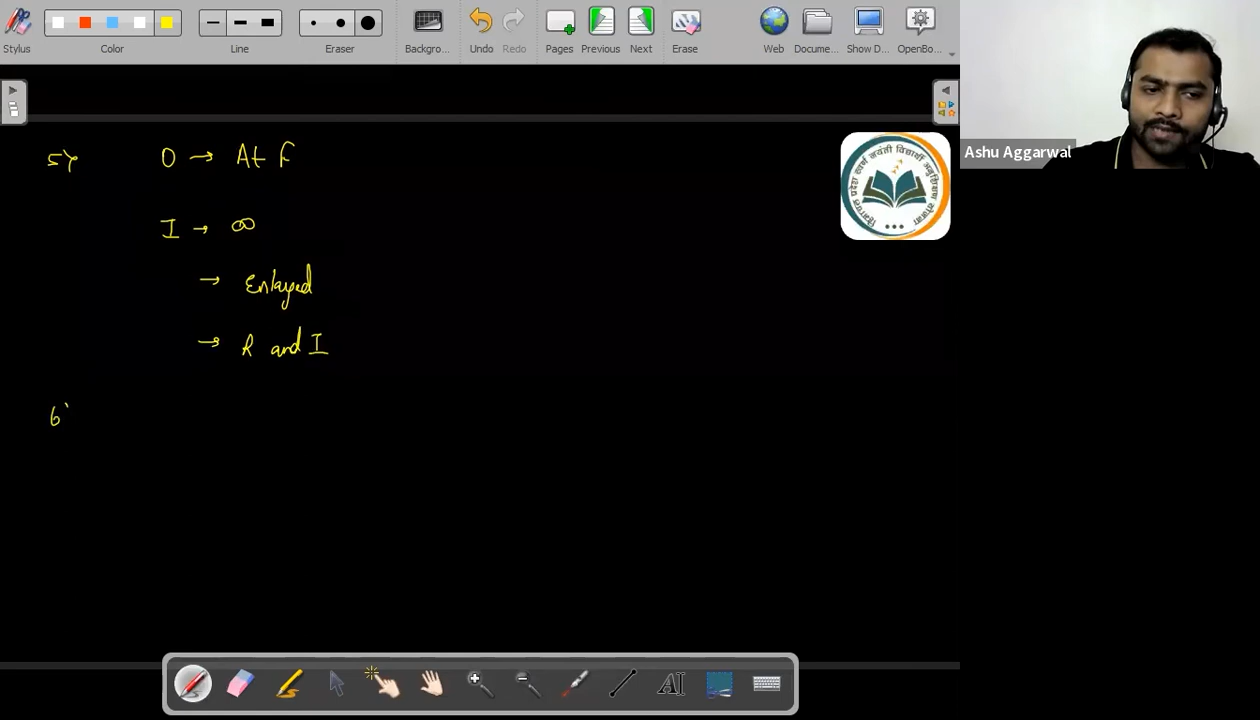 Stylus Color Line Eraser Backgro... Undo Redo Pages Previous Next Erase Web Docume... Show D... OpenBo...
Ashu Aggarwal
5) O → At F
I → ∞
→ Enlarged
→ R and I
6)